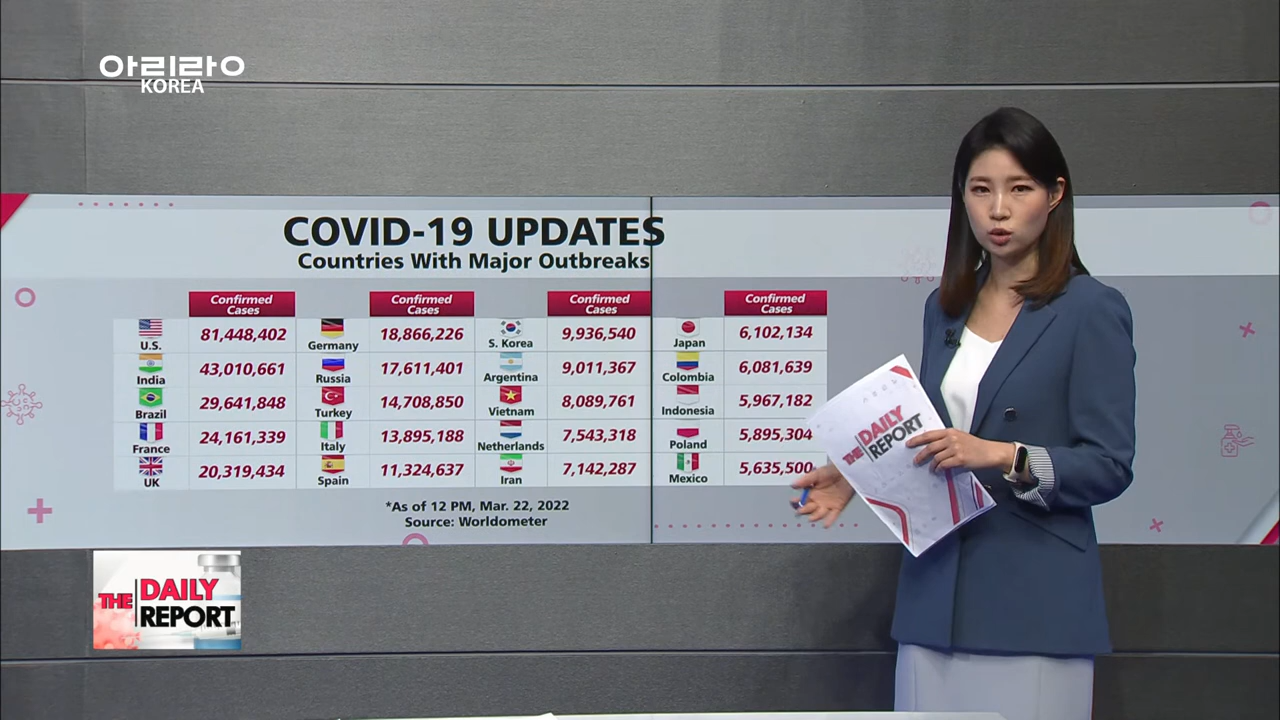 아리랑
KOREA
COVID-19 UPDATES
Countries With Major Outbreaks
Confirmed Cases Confirmed Cases Confirmed Cases Confirmed Cases
U.S. 81,448,402 Germany 18,866,226 S. Korea 9,936,540 Japan 6,102,134
India 43,010,661 Russia 17,611,401 Argentina 9,011,367 Colombia 6,081,639
Brazil 29,641,848 Turkey 14,708,850 Vietnam 8,089,761 Indonesia 5,967,182
France 24,161,339 Italy 13,895,188 Netherlands 7,543,318 Poland 5,895,304
UK 20,319,434 Spain 11,324,637 Iran 7,142,287 Mexico 5,635,500
*As of 12 PM, Mar. 22, 2022
Source: Worldometer
THE DAILY
REPORT
THE DAILY
REPORT